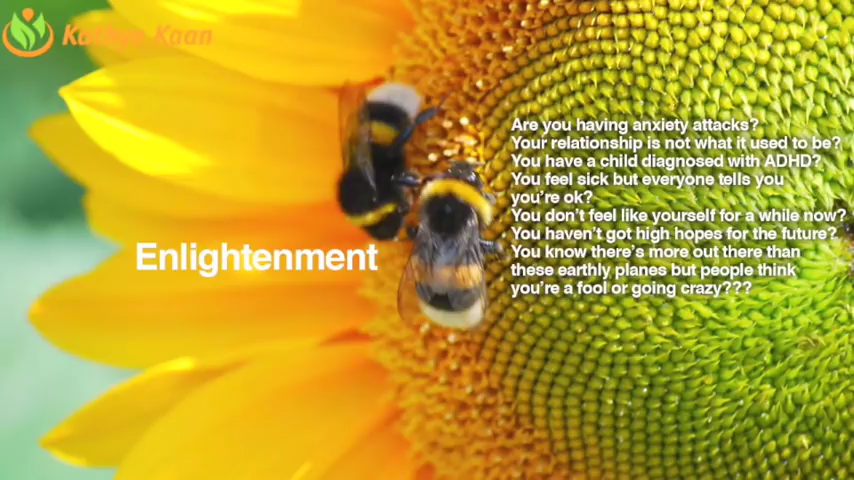 Kathya Kaan
Enlightenment
Are you having anxiety attacks?
Your relationship is not what it used to be?
You have a child diagnosed with ADHD?
You feel sick but everyone tells you
you're ok?
You don't feel like yourself for a while now?
You haven't got high hopes for the future?
You know there's more out there than
these earthly planes but people think
you're a fool or going crazy???